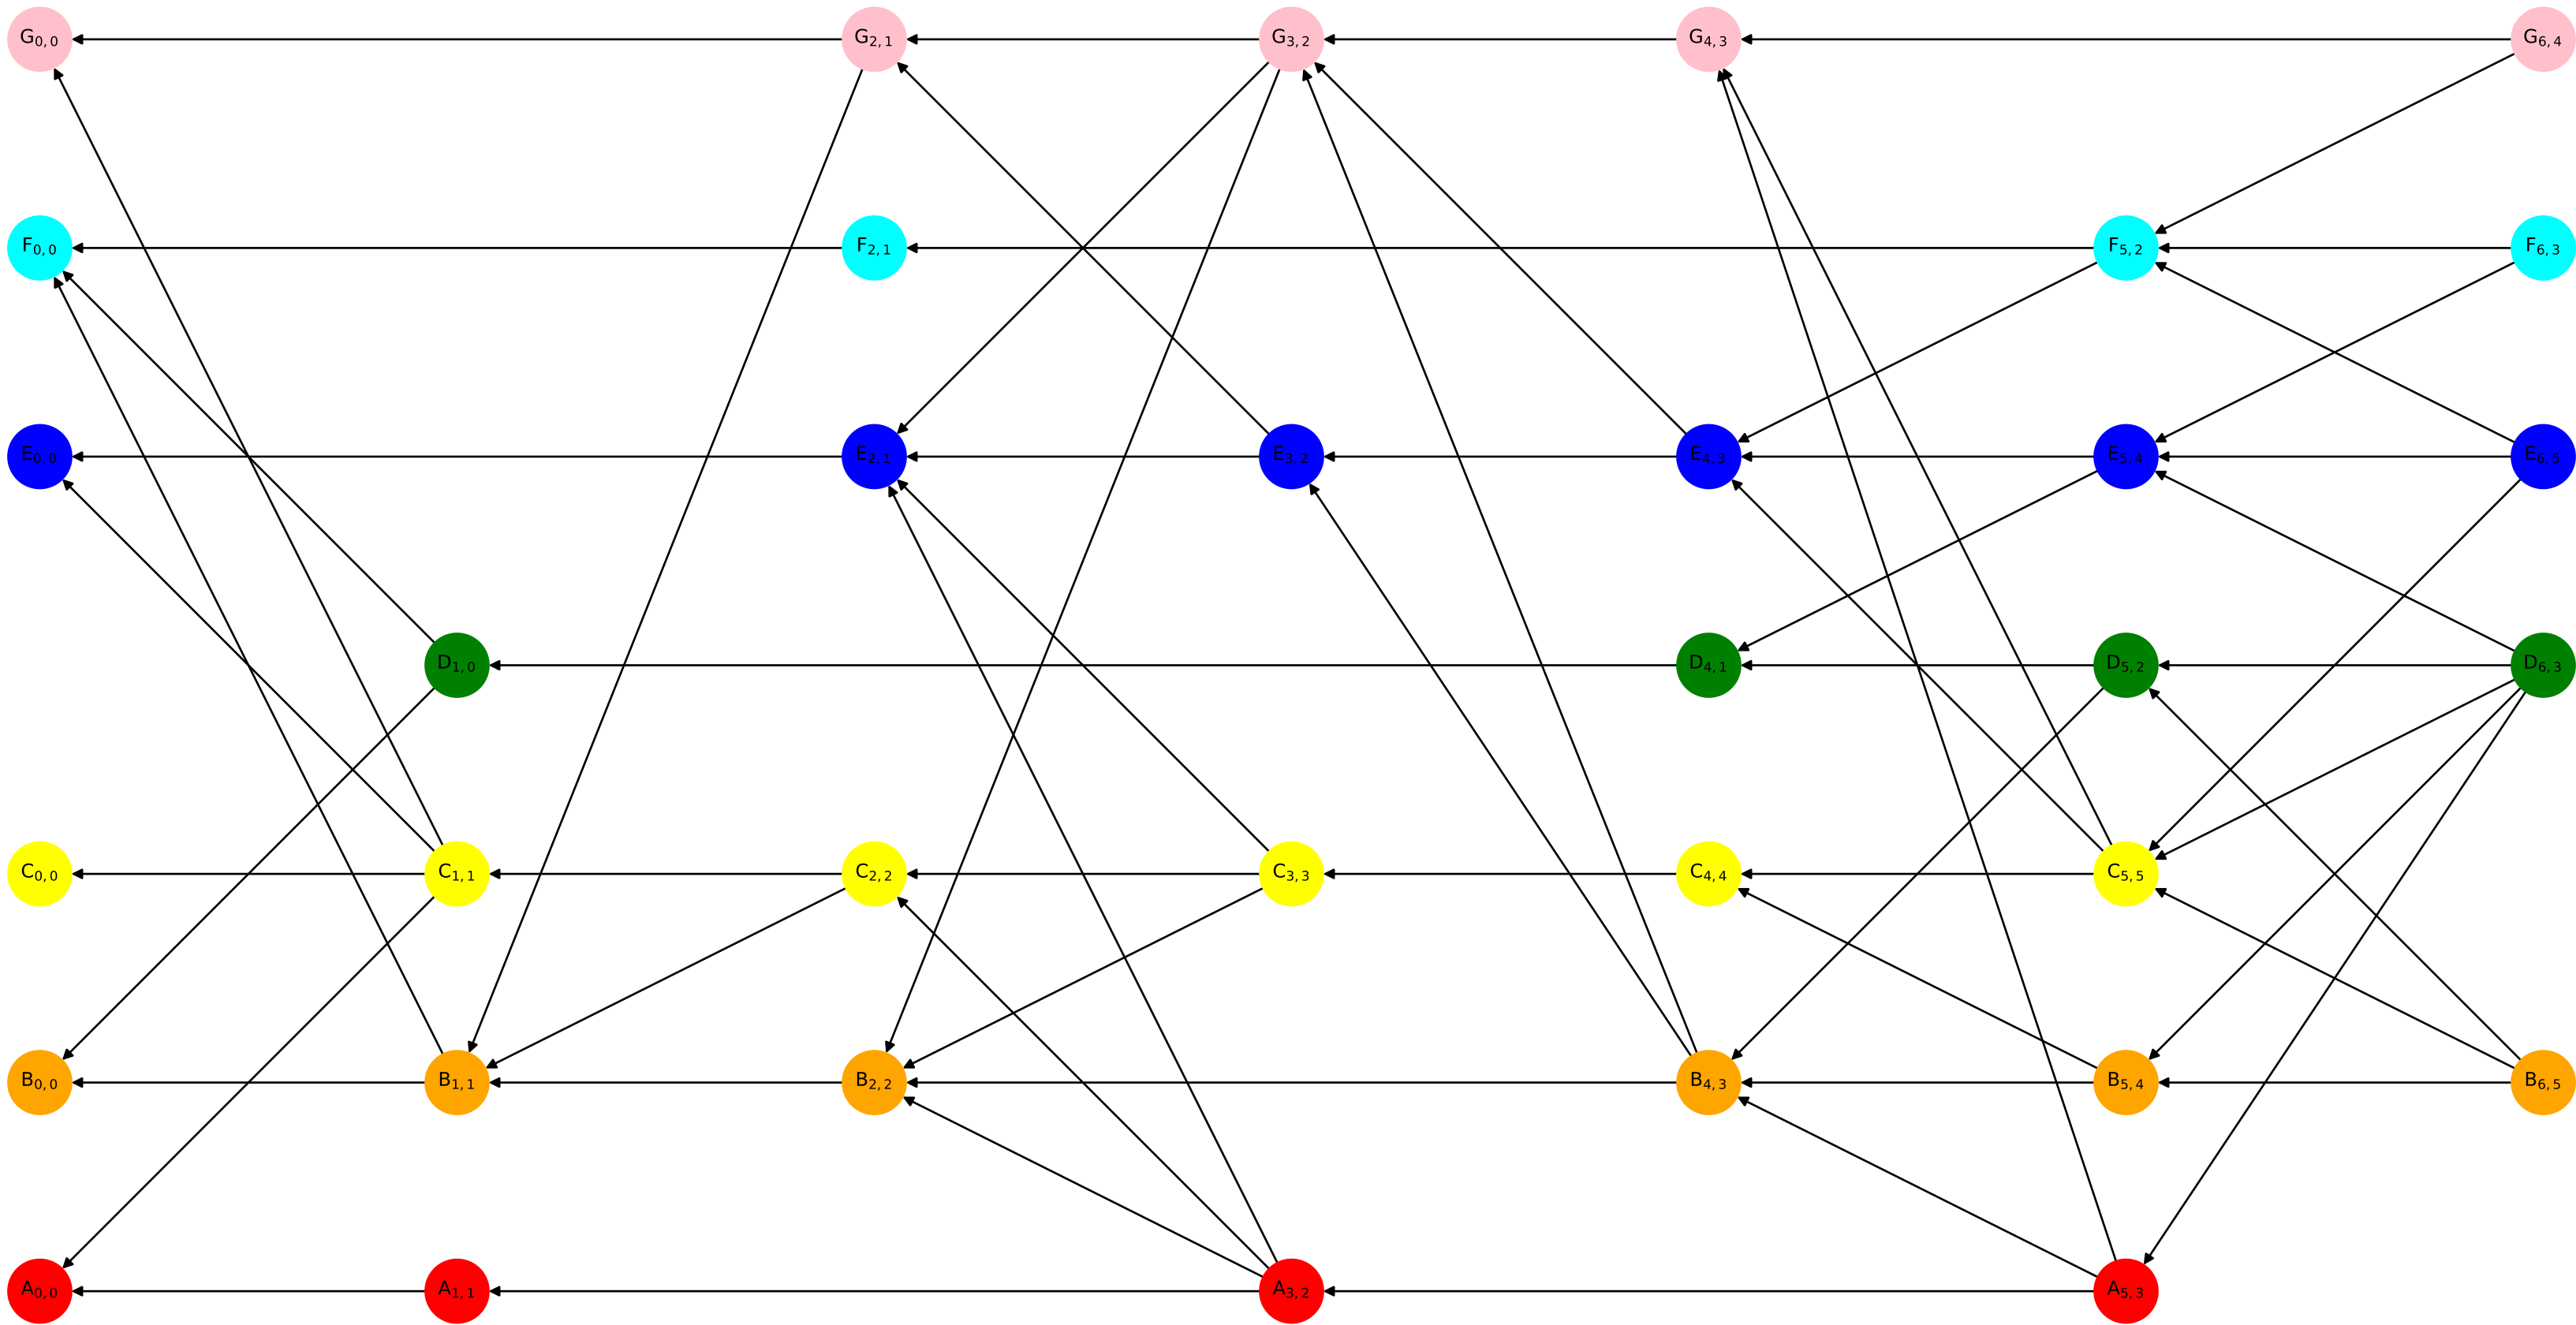 G0,0 G2,1 G3,2 G4,3 G6,4
F0,0 F2,1 F5,2 F6,3
E0,0 E2,1 E3,2 E4,3 E5,4 E6,5
D1,0 D4,1 D5,2 D6,3
C0,0 C1,1 C2,2 C3,3 C4,4 C5,5
B0,0 B1,1 B2,2 B4,3 B5,4 B6,5
A0,0 A1,1 A3,2 A5,3